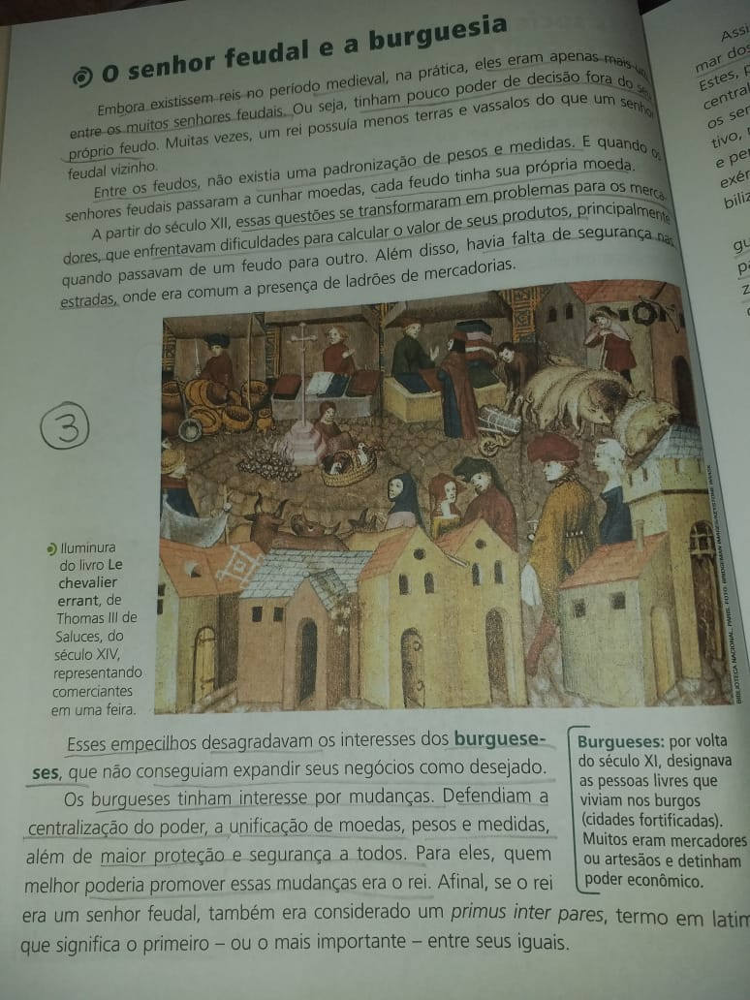 O senhor feudal e a burguesia
Embora existissem reis no período medieval, na prática, eles eram apenas mais
entre os muitos senhores feudais. Ou seja, tinham pouco poder de decisão fora do
próprio feudo. Muitas vezes, um rei possuía menos terras e vassalos do que um senhor
feudal vizinho.
Entre os feudos, não existia uma padronização de pesos e medidas. E quando os
senhores feudais passaram a cunhar moedas, cada feudo tinha sua própria moeda.
A partir do século XII, essas questões se transformaram em problemas para os merca-
dores, que enfrentavam dificuldades para calcular o valor de seus produtos, principalmente
quando passavam de um feudo para outro. Além disso, havia falta de segurança nas
estradas, onde era comum a presença de ladrões de mercadorias.
3
Iluminura
do livro Le
chevalier
errant, de
Thomas III de
Saluces, do
século XIV,
representando
comerciantes
em uma feira.
Esses empecilhos desagradavam os interesses dos burguese-
ses, que não conseguiam expandir seus negócios como desejado.
Os burgueses tinham interesse por mudanças. Defendiam a
centralização do poder, a unificação de moedas, pesos e medidas,
além de maior proteção e segurança a todos. Para eles, quem
melhor poderia promover essas mudanças era o rei. Afinal, se o rei
era um senhor feudal, também era considerado um primus inter pares, termo em latim
que significa o primeiro – ou o mais importante – entre seus iguais.
Burgueses: por volta
do século XI, designava
as pessoas livres que
viviam nos burgos
(cidades fortificadas).
Muitos eram mercadores
ou artesãos e detinham
poder econômico.
Assi
mar dos
Estes, p
central
os ser
tivo,
e pe
exér
biliz
gu
p
z